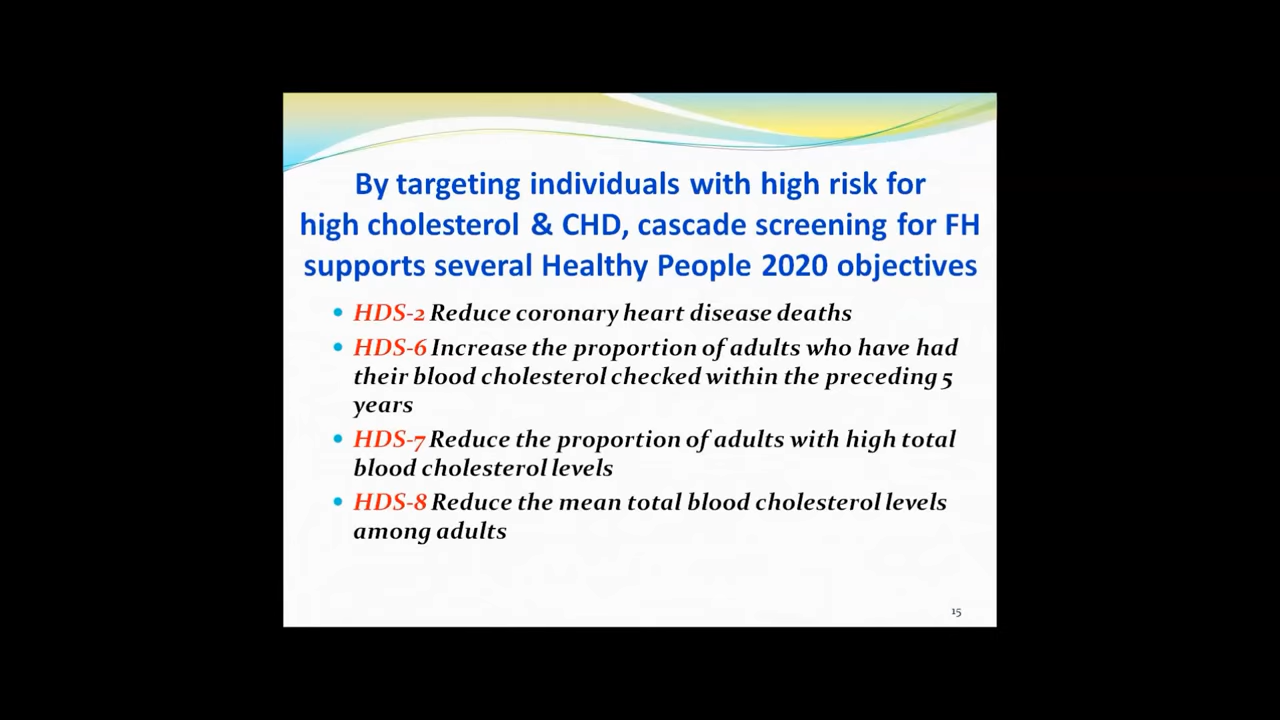 By targeting individuals with high risk for
high cholesterol & CHD, cascade screening for FH
supports several Healthy People 2020 objectives
• HDS-2 Reduce coronary heart disease deaths
• HDS-6 Increase the proportion of adults who have had
their blood cholesterol checked within the preceding 5
years
• HDS-7 Reduce the proportion of adults with high total
blood cholesterol levels
• HDS-8 Reduce the mean total blood cholesterol levels
among adults
15